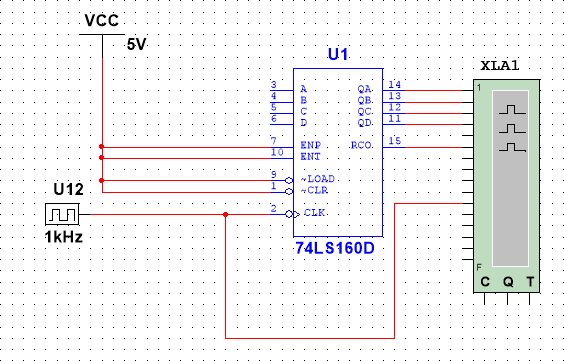 VCC
5V
U1
XLA1
3 A QA 14 1
4 B QB 13
5 C QC 12
6 D QD 11
7 ENP RCO 15
10 ENT
9 ~LOAD
1 ~CLR
U12
2 CLK
1kHz
74LS160D
F
C Q T